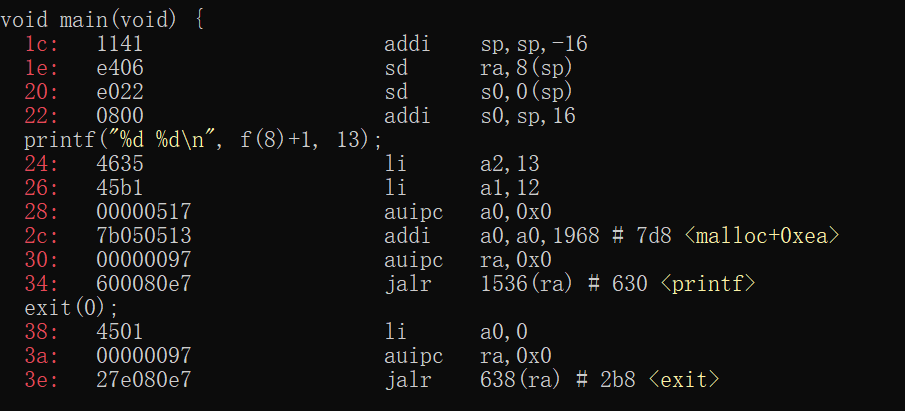 void main(void) {
1c: 1141 addi sp,sp,-16
1e: e406 sd ra,8(sp)
20: e022 sd s0,0(sp)
22: 0800 addi s0,sp,16
printf("%d %d\n", f(8)+1, 13);
24: 4635 li a2,13
26: 45b1 li a1,12
28: 00000517 auipc a0,0x0
2c: 7b050513 addi a0,a0,1968 # 7d8 <malloc+0xea>
30: 00000097 auipc ra,0x0
34: 600080e7 jalr 1536(ra) # 630 <printf>
exit(0);
38: 4501 li a0,0
3a: 00000097 auipc ra,0x0
3e: 27e080e7 jalr 638(ra) # 2b8 <exit>